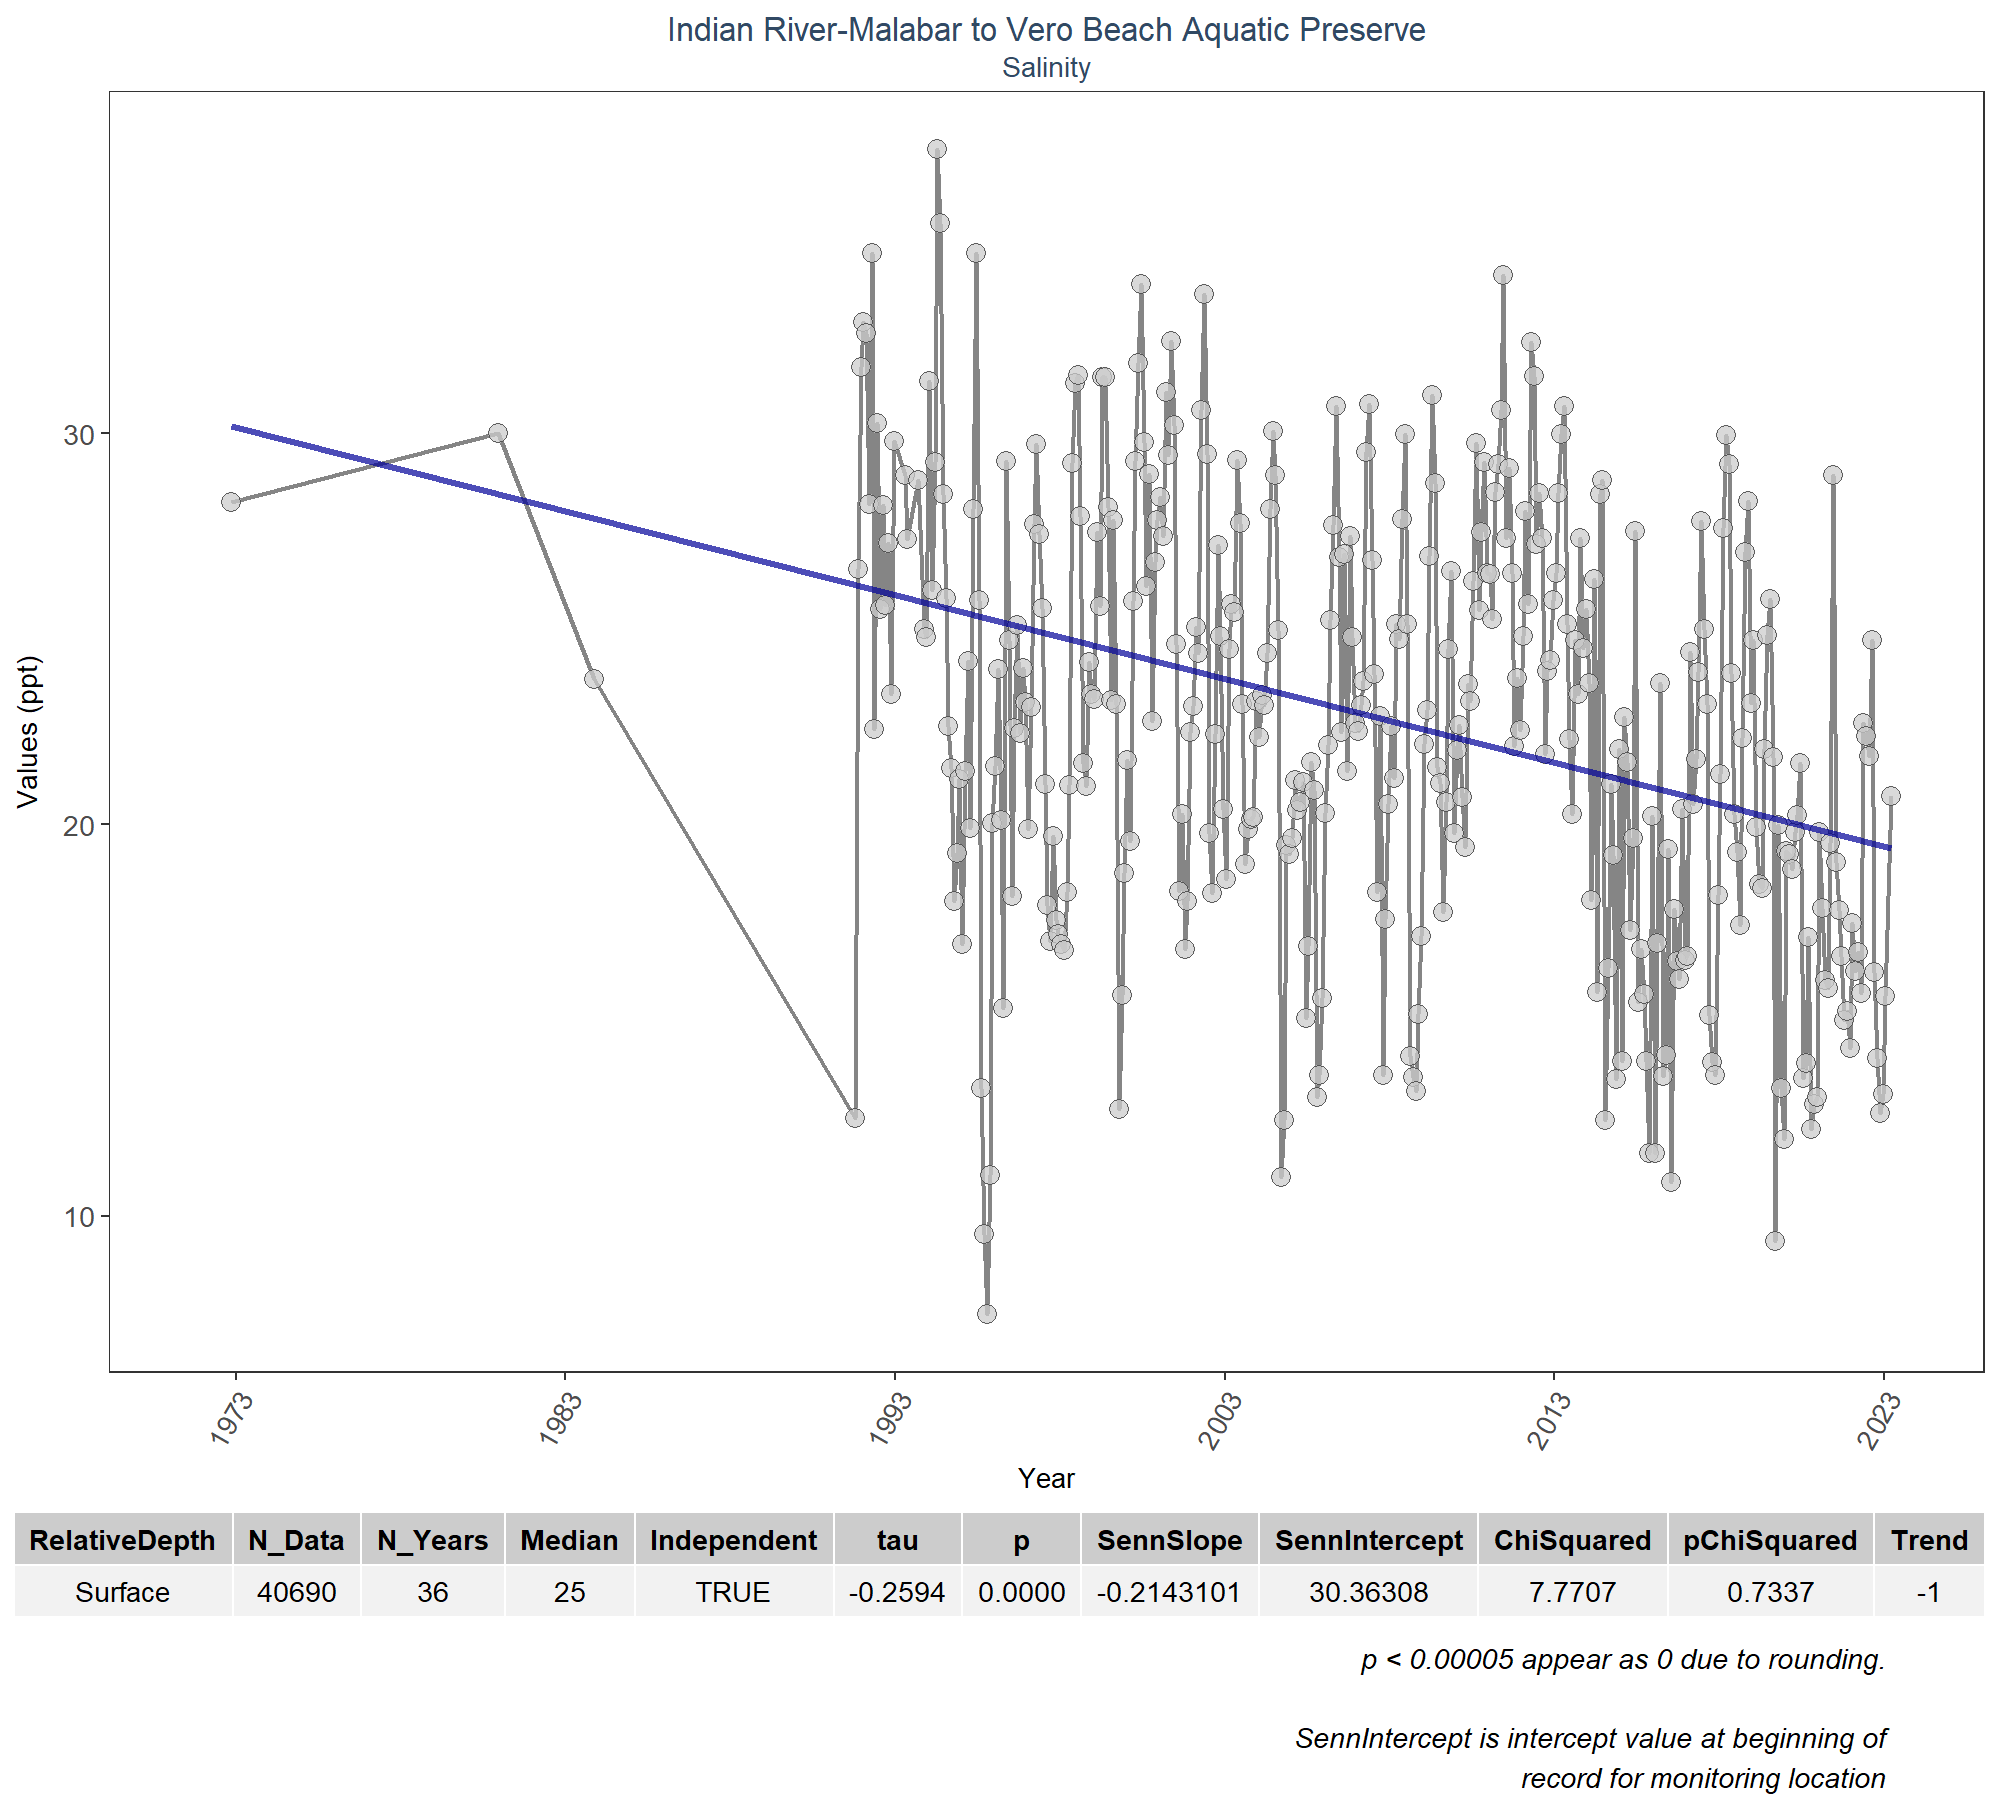 Indian River-Malabar to Vero Beach Aquatic Preserve
Salinity
Values (ppt)
30
20
10
1973
1983
1993
2003
2013
2023
Year
RelativeDepth N_Data N_Years Median Independent tau p SennSlope SennIntercept ChiSquared pChiSquared Trend
Surface 40690 36 25 TRUE -0.2594 0.0000 -0.2143101 30.36308 7.7707 0.7337 -1
p < 0.00005 appear as 0 due to rounding.
SennIntercept is intercept value at beginning of
record for monitoring location